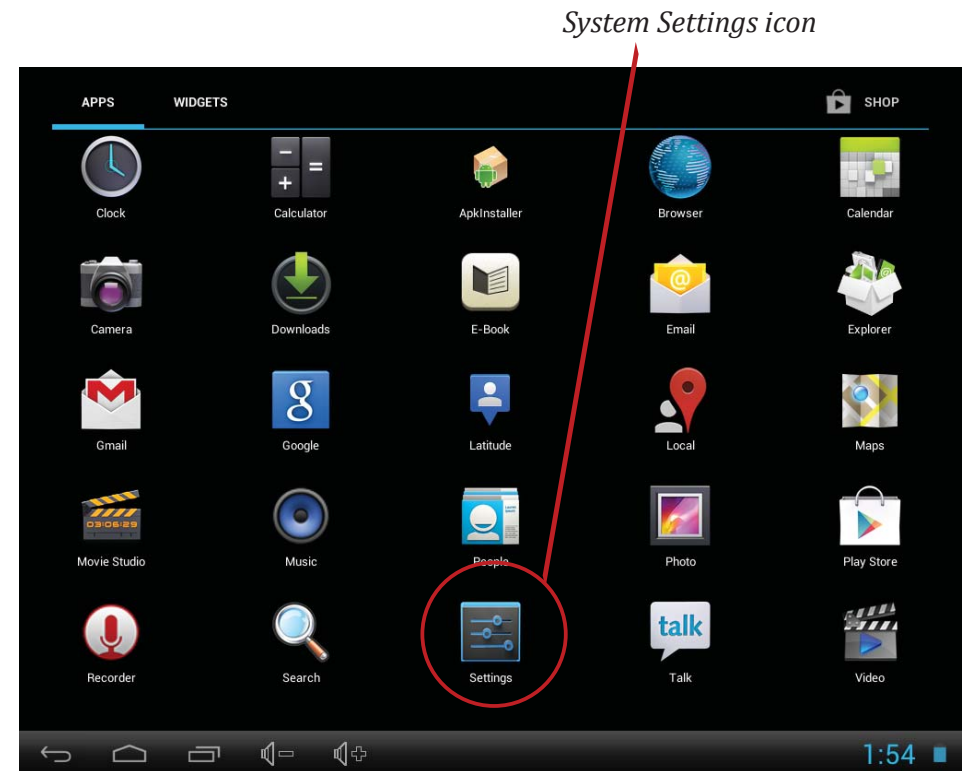 System Settings icon
APPS WIDGETS SHOP
Clock Calculator ApkInstaller Browser Calendar
Camera Downloads E-Book Email Explorer
Gmail Google Latitude Local Maps
03:06:29
Movie Studio Music People Photo Play Store
talk
Recorder Search Settings Talk Video
1:54